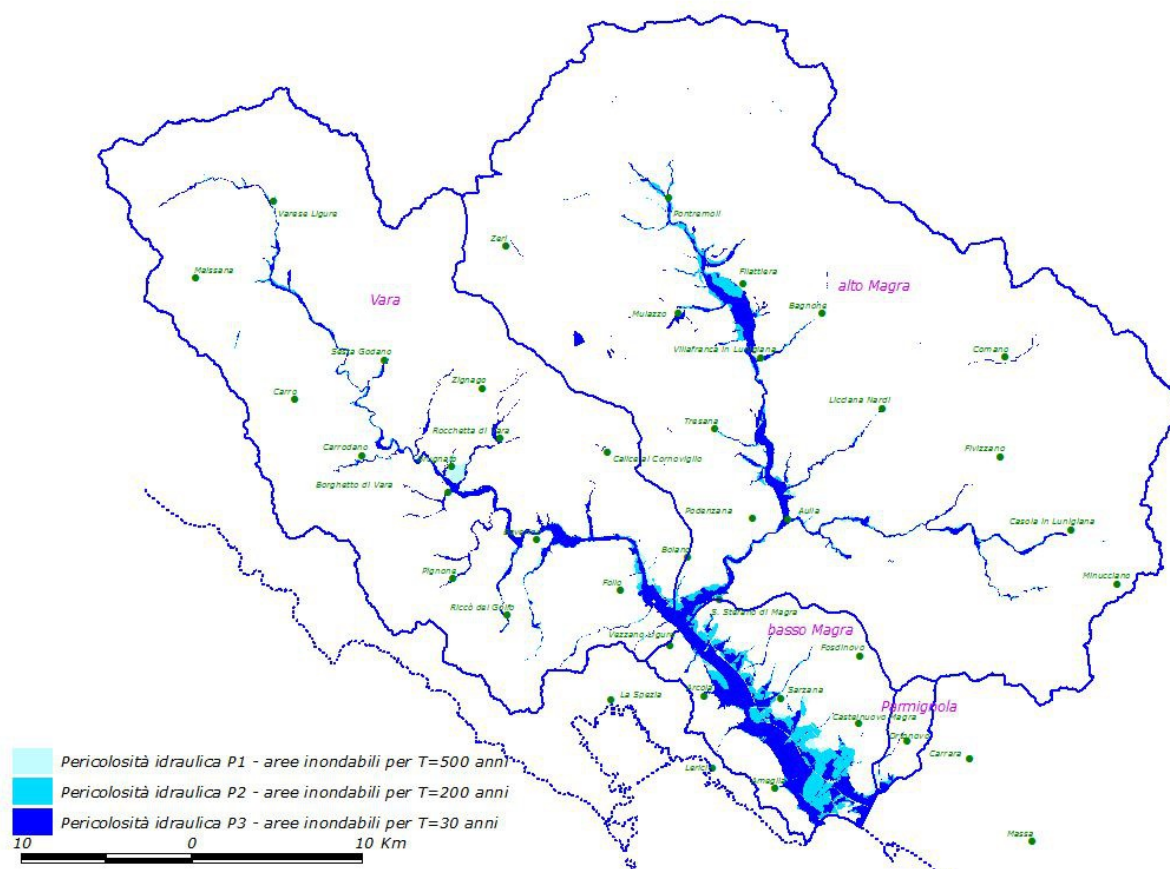 Varese Ligure
Pontremoli
Zeri
Maissana
Filattiera
alto Magra
Vara
Mulazzo
Bagnone
Sesta Godano
Villafranca in Lunigiana
Comano
Zignago
Carro
Licciana Nardi
Tresana
Rocchetta di Vara
Carrodano
Calice al Cornoviglio
Fivizzano
Brugnato
Borghetto di Vara
Podenzana
Aulla
Casola in Lunigiana
Bolano
Pignone
Follo
Minucciano
Riccò del Golfo
S. Stefano di Magra
basso Magra
Vezzano Ligure
Fosdinovo
La Spezia
Arcola
Sarzana
Parmignola
Castelnuovo Magra
Ortonovo
Carrara
Pericolosità idraulica P1 - aree inondabili per T=500 anni
Lerici
Ameglia
Pericolosità idraulica P2 - aree inondabili per T=200 anni
Pericolosità idraulica P3 - aree inondabili per T=30 anni
Massa
10 0 10 Km